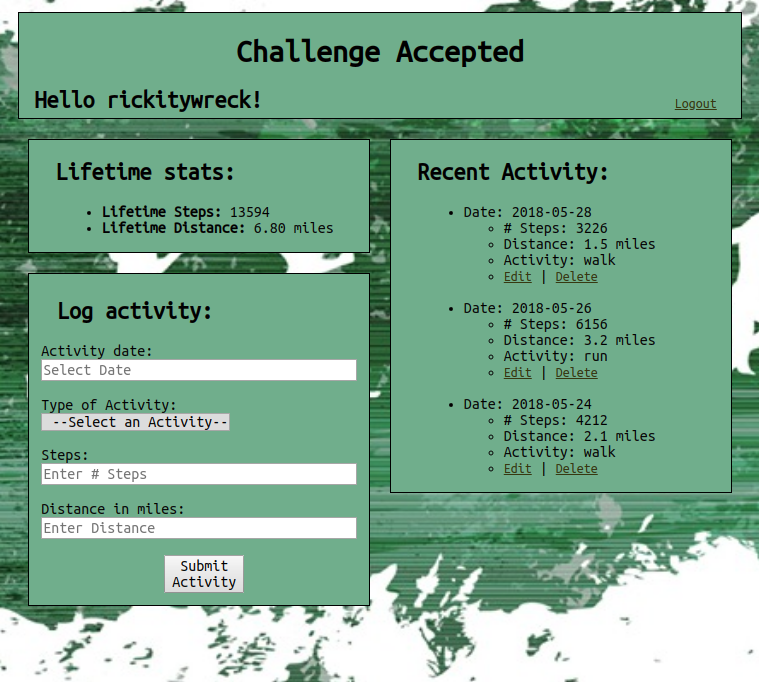 Challenge Accepted
Hello rickitywreck!
Logout
Lifetime stats:
Lifetime Steps: 13594
Lifetime Distance: 6.80 miles
Log activity:
Activity date:
Select Date
Type of Activity:
--Select an Activity--
Steps:
Enter # Steps
Distance in miles:
Enter Distance
Submit
Activity
Recent Activity:
Date: 2018-05-28
# Steps: 3226
Distance: 1.5 miles
Activity: walk
Edit | Delete
Date: 2018-05-26
# Steps: 6156
Distance: 3.2 miles
Activity: run
Edit | Delete
Date: 2018-05-24
# Steps: 4212
Distance: 2.1 miles
Activity: walk
Edit | Delete